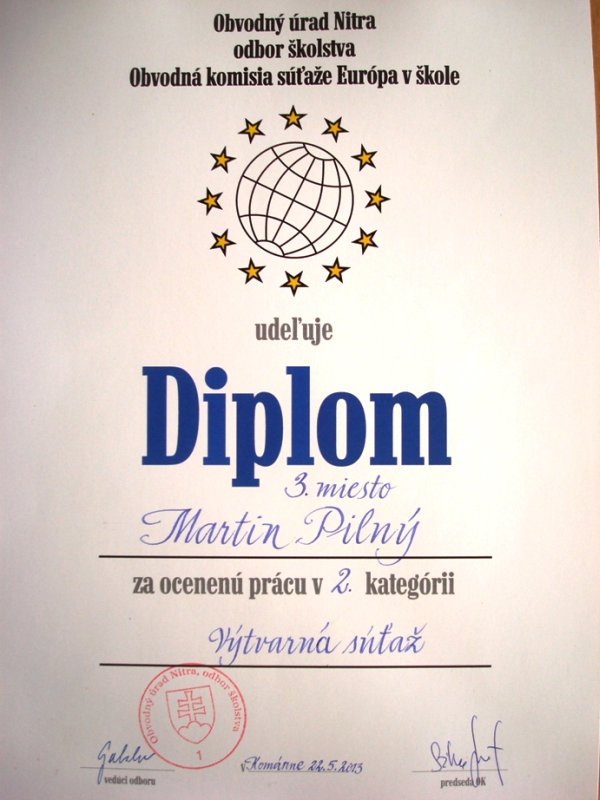 Obvodný úrad Nitra
odbor školstva
Obvodná komisia súťaže Európa v škole
udeľuje
Diplom
3. miesto
Martin Pilný
za ocenenú prácu v 2. kategórii
Výtvarná súťaž
Obvodný úrad Nitra, odbor školstva
1
vedúci odboru
v Komárne 22.5.2013
predseda OK